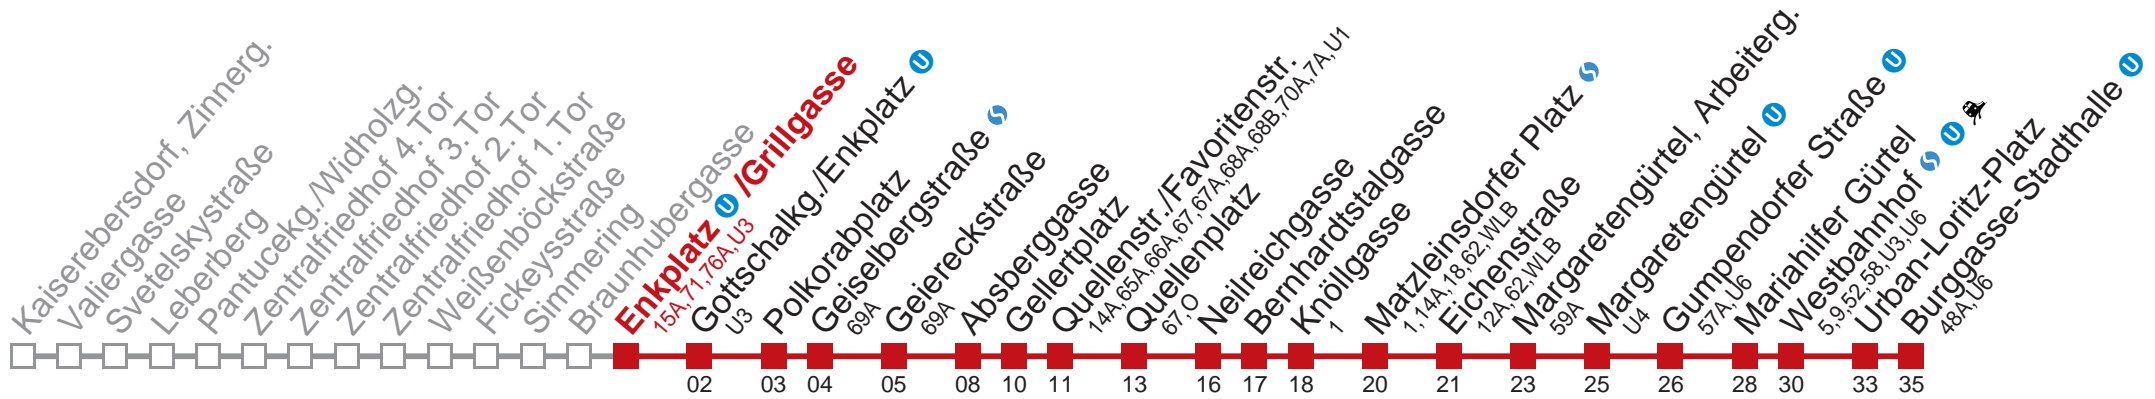 Kaiserebersdorf, Zinnerg.
Valiergasse
Svetelskystraße
Leberberg
Pantucekg./Widholzg.
Zentralfriedhof 4. Tor
Zentralfriedhof 3. Tor
Zentralfriedhof 2. Tor
Zentralfriedhof 1. Tor
Weißenböckstraße
Fickeysstraße
Simmering
Braunhubergasse
Enkplatz U /Grillgasse
15A,71,76A,U3
Gottschalkg./Enkplatz U
U3
Polkorabplatz
Geiselbergstraße
69A
Geiereckstraße
69A
Absberggasse
Gellertplatz
Quellenstr./Favoritenstr.
14A,65A,66A,67,67A,68A,68B,70A,7A,U1
Quellenplatz
67,O
Neilreichgasse
Bernhardtstalgasse
Knöllgasse
1
Matzleinsdorfer Platz
1,14A,18,62,WLB
Eichenstraße
12A,62,WLB
Margaretengürtel, Arbeiterg.
59A
Margaretengürtel U
U4
Gumpendorfer Straße U
57A,U6
Mariahilfer Gürtel
Westbahnhof U
5,9,52,58,U3,U6
Urban-Loritz-Platz
Burggasse-Stadthalle U
48A,U6
02 03 04 05 08 10 11 13 16 17 18 20 21 23 25 26 28 30 33 35